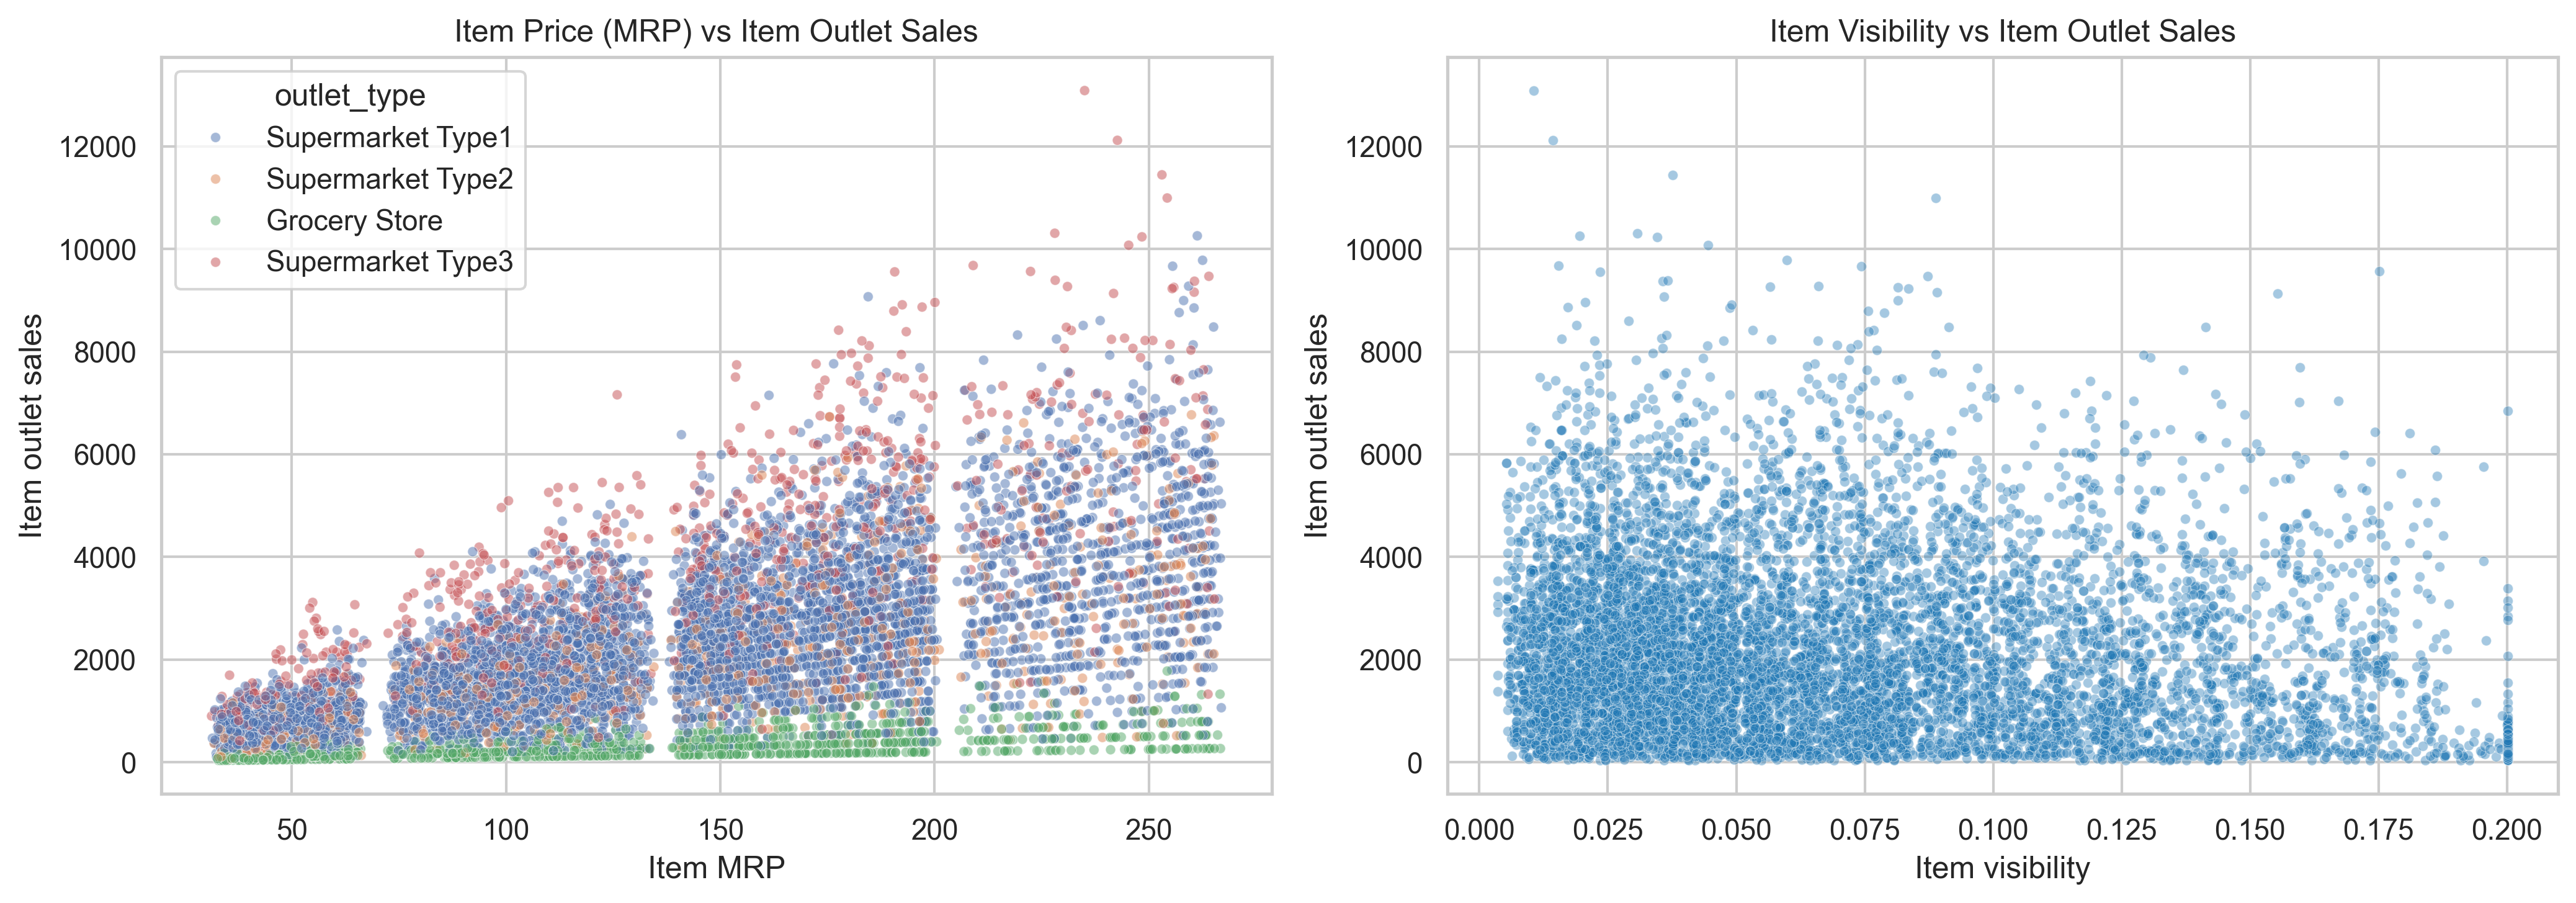 Item Price (MRP) vs Item Outlet Sales
outlet_type
Supermarket Type1
Supermarket Type2
Grocery Store
Supermarket Type3
12000
10000
8000
6000
4000
2000
0
Item outlet sales
50 100 150 200 250
Item MRP
Item Visibility vs Item Outlet Sales
12000
10000
8000
6000
4000
2000
0
Item outlet sales
0.000 0.025 0.050 0.075 0.100 0.125 0.150 0.175 0.200
Item visibility